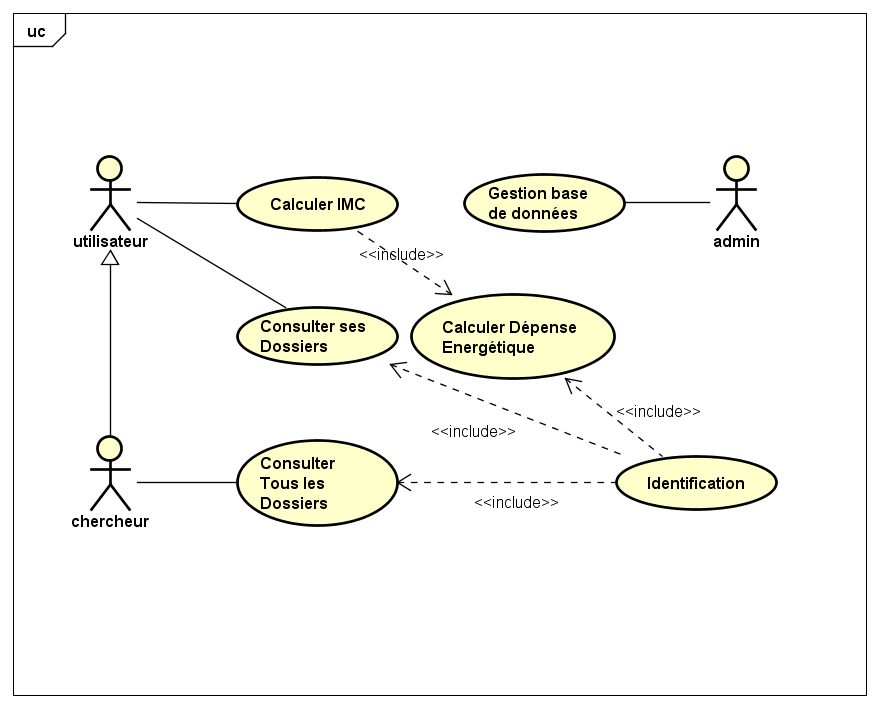 uc
utilisateur
Calculer IMC
Gestion base
de données
admin
<<include>>
Consulter ses
Dossiers
Calculer Dépense
Energétique
<<include>>
<<include>>
chercheur
Consulter
Tous les
Dossiers
<<include>>
Identification